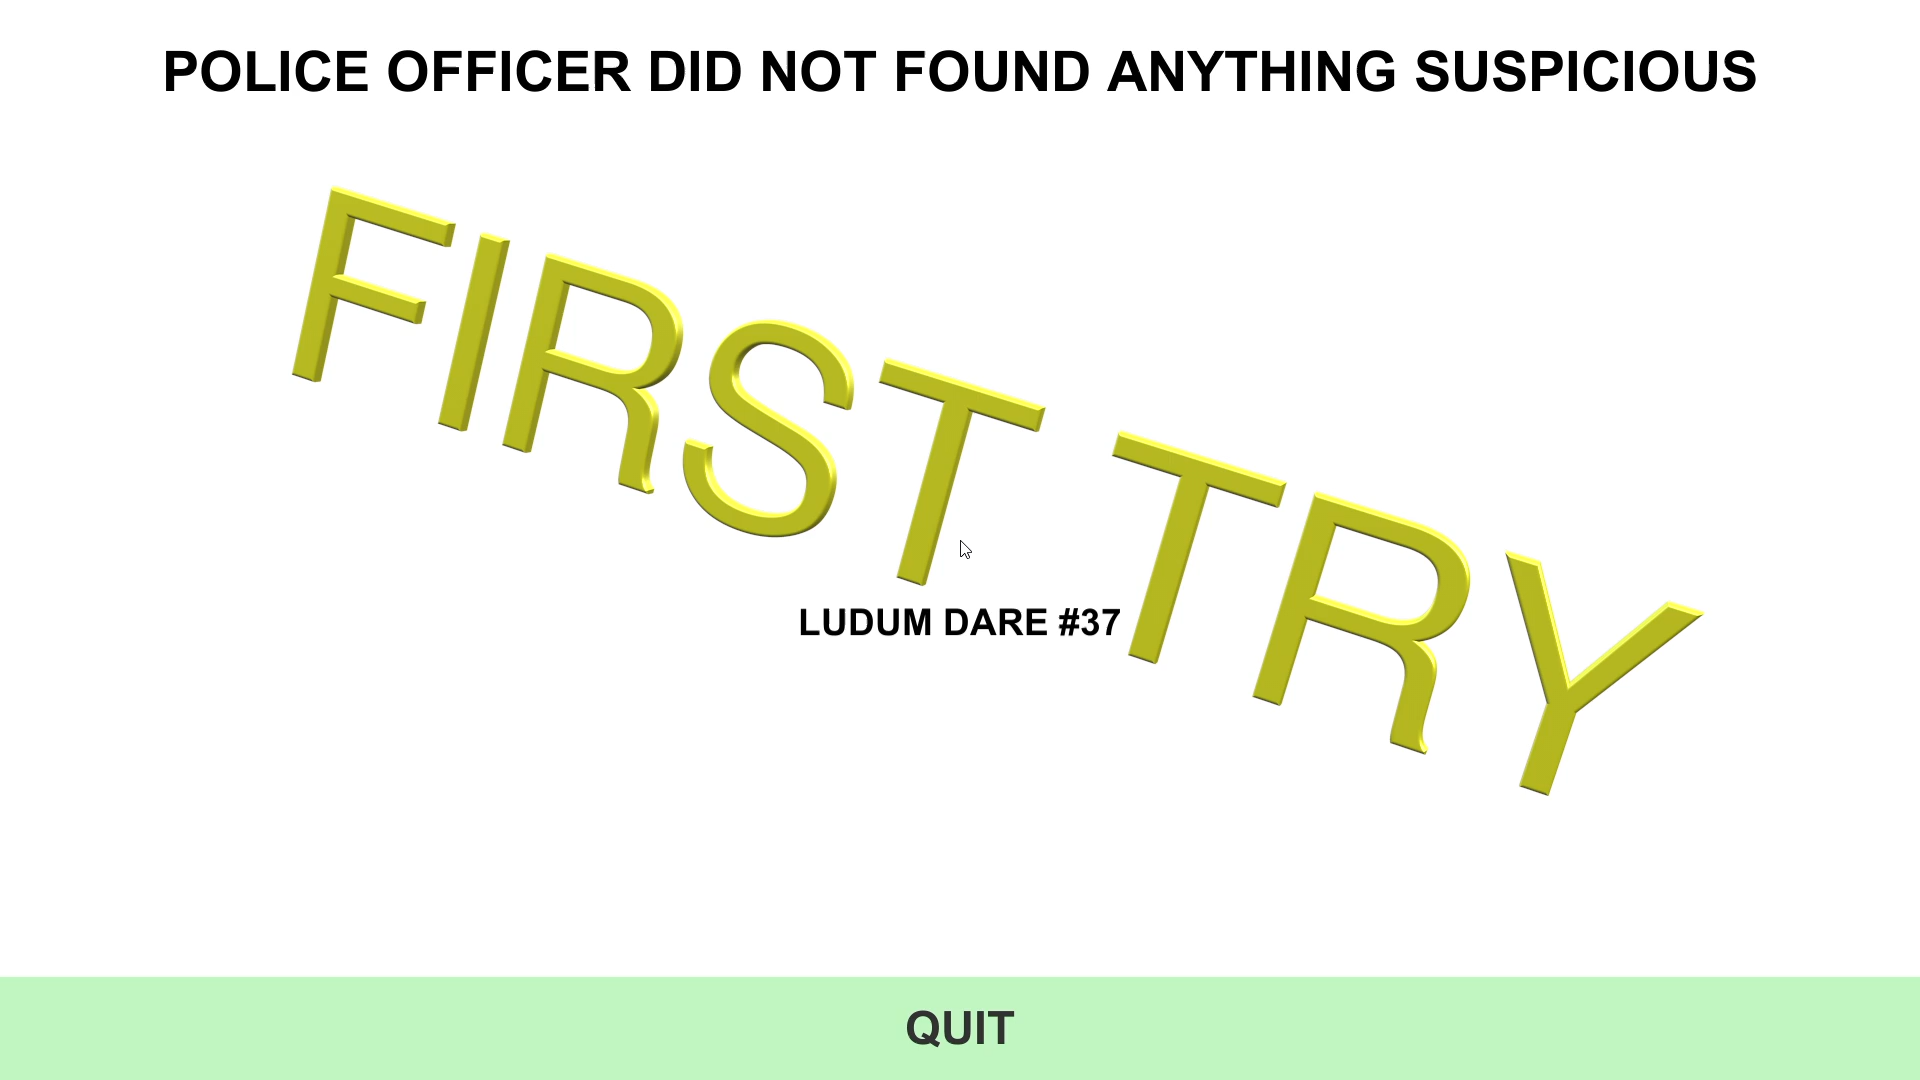 POLICE OFFICER DID NOT FOUND ANYTHING SUSPICIOUS
FIRST TRY
LUDUM DARE #37
QUIT